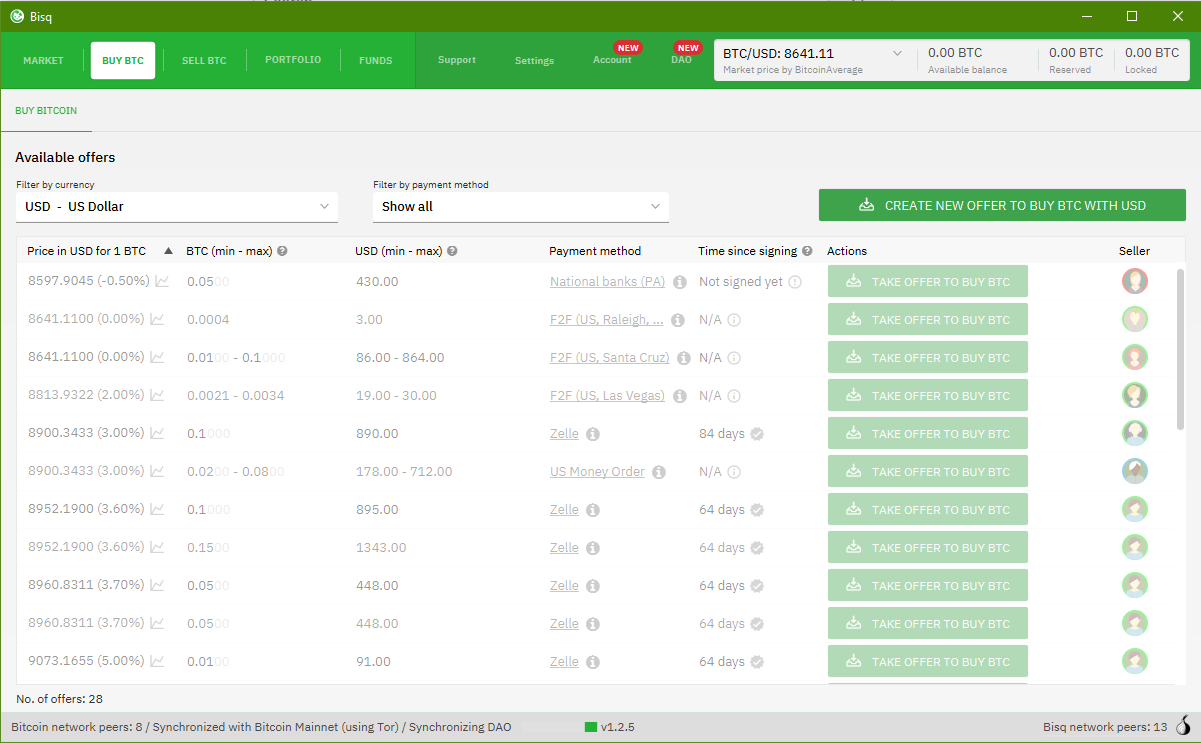 Bisq
MARKET BUY BTC SELL BTC PORTFOLIO FUNDS Support Settings Account NEW DAO NEW BTC/USD: 8641.11 0.00 BTC 0.00 BTC 0.00 BTC
Market price by BitcoinAverage Available balance Reserved Locked
BUY BITCOIN
Available offers
Filter by currency Filter by payment method
USD - US Dollar Show all CREATE NEW OFFER TO BUY BTC WITH USD
Price in USD for 1 BTC BTC (min - max) USD (min - max) Payment method Time since signing Actions Seller
8597.9045 (-0.50%) 0.0500 430.00 National banks (PA) Not signed yet TAKE OFFER TO BUY BTC
8641.1100 (0.00%) 0.0004 3.00 F2F (US, Raleigh, ... N/A TAKE OFFER TO BUY BTC
8641.1100 (0.00%) 0.0100 - 0.1000 86.00 - 864.00 F2F (US, Santa Cruz) N/A TAKE OFFER TO BUY BTC
8813.9322 (2.00%) 0.0021 - 0.0034 19.00 - 30.00 F2F (US, Las Vegas) N/A TAKE OFFER TO BUY BTC
8900.3433 (3.00%) 0.1000 890.00 Zelle 84 days TAKE OFFER TO BUY BTC
8900.3433 (3.00%) 0.0200 - 0.0800 178.00 - 712.00 US Money Order N/A TAKE OFFER TO BUY BTC
8952.1900 (3.60%) 0.1000 895.00 Zelle 64 days TAKE OFFER TO BUY BTC
8952.1900 (3.60%) 0.1500 1343.00 Zelle 64 days TAKE OFFER TO BUY BTC
8960.8311 (3.70%) 0.0500 448.00 Zelle 64 days TAKE OFFER TO BUY BTC
8960.8311 (3.70%) 0.0500 448.00 Zelle 64 days TAKE OFFER TO BUY BTC
9073.1655 (5.00%) 0.0100 91.00 Zelle 64 days TAKE OFFER TO BUY BTC
No. of offers: 28
Bitcoin network peers: 8 / Synchronized with Bitcoin Mainnet (using Tor) / Synchronizing DAO v1.2.5 Bisq network peers: 13